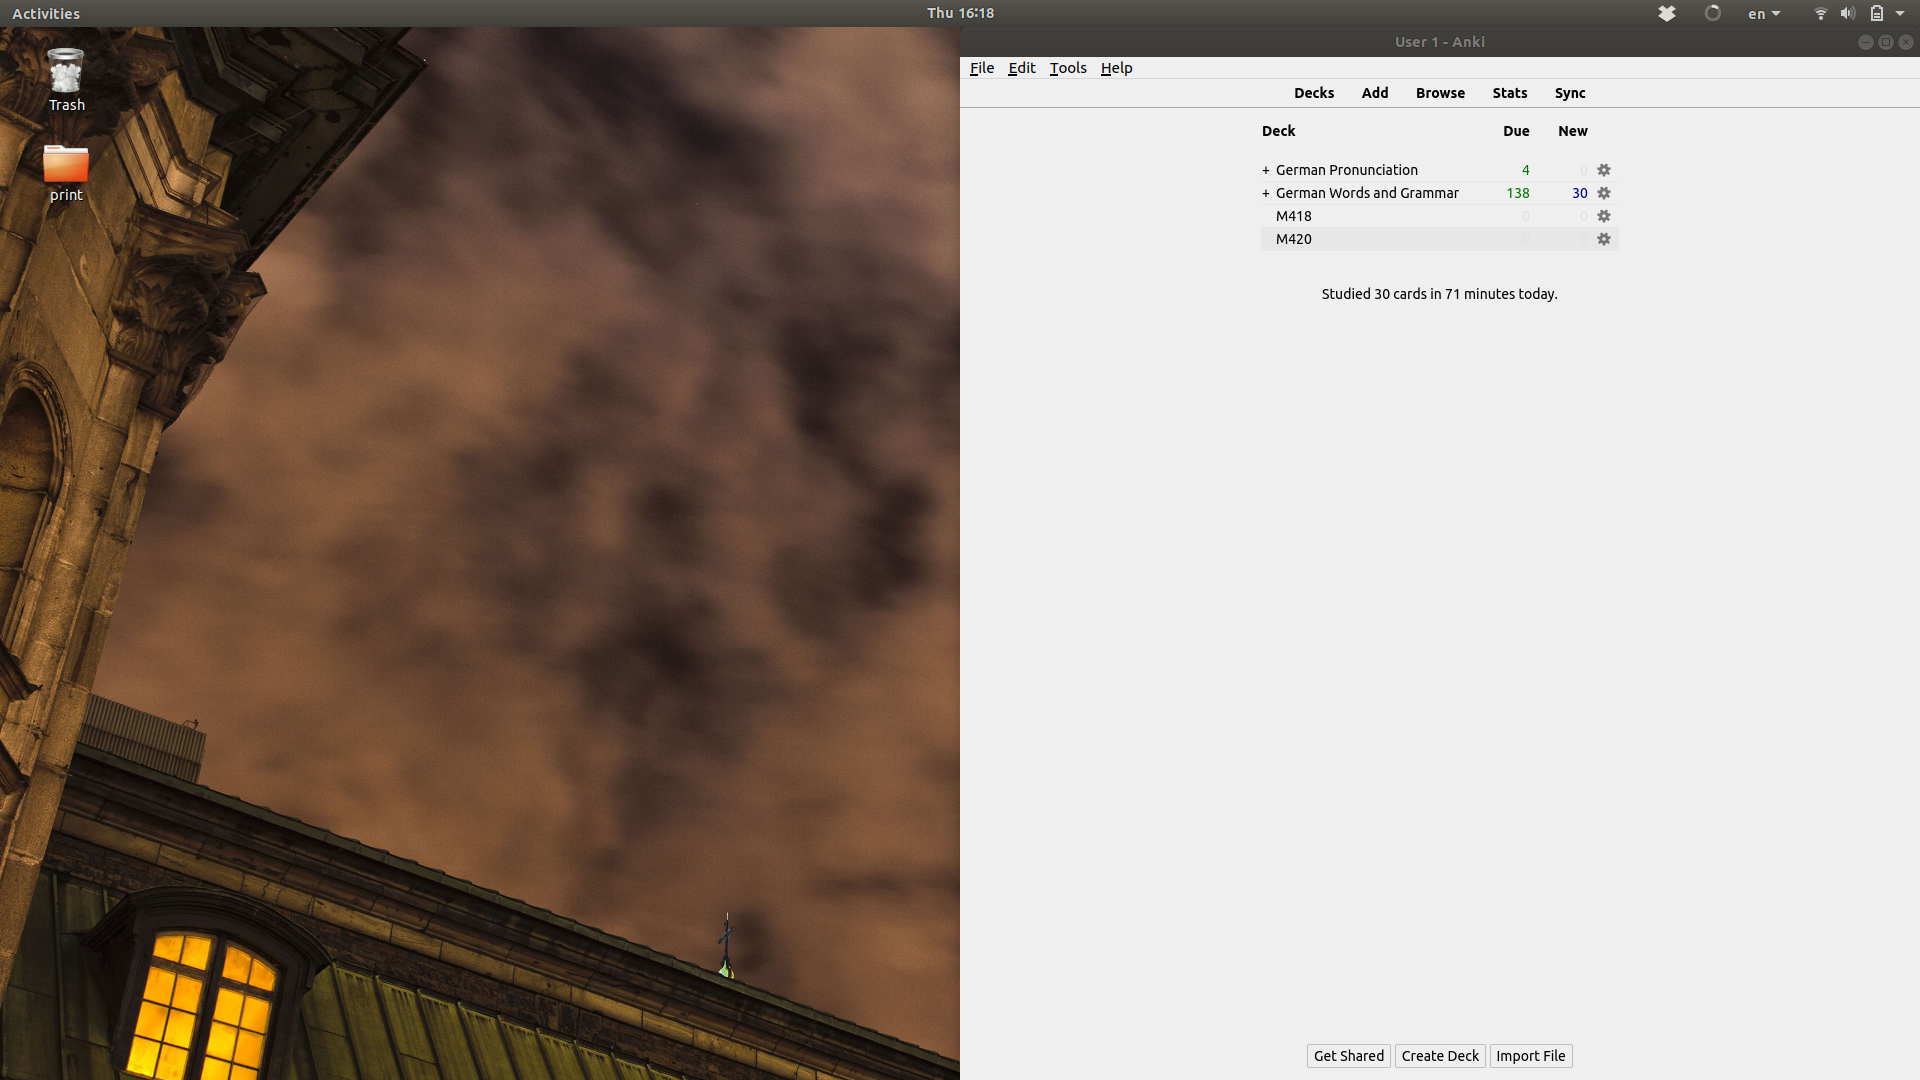 Activities
Thu 16:18
en
Trash
print
User 1 - Anki
File Edit Tools Help
Decks Add Browse Stats Sync
Deck Due New
+ German Pronunciation 4 0
+ German Words and Grammar 138 30
M418 0 0
M420 0 0
Studied 30 cards in 71 minutes today.
Get Shared Create Deck Import File